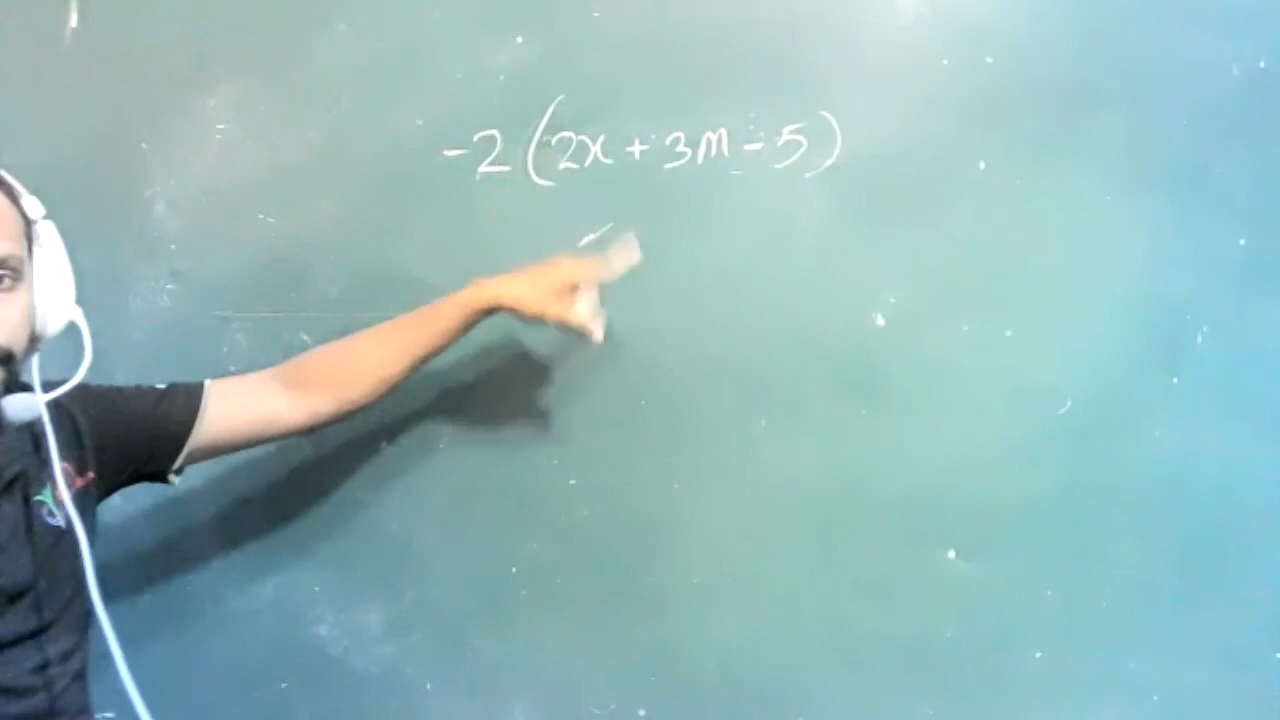 -2(2x + 3m - 5)